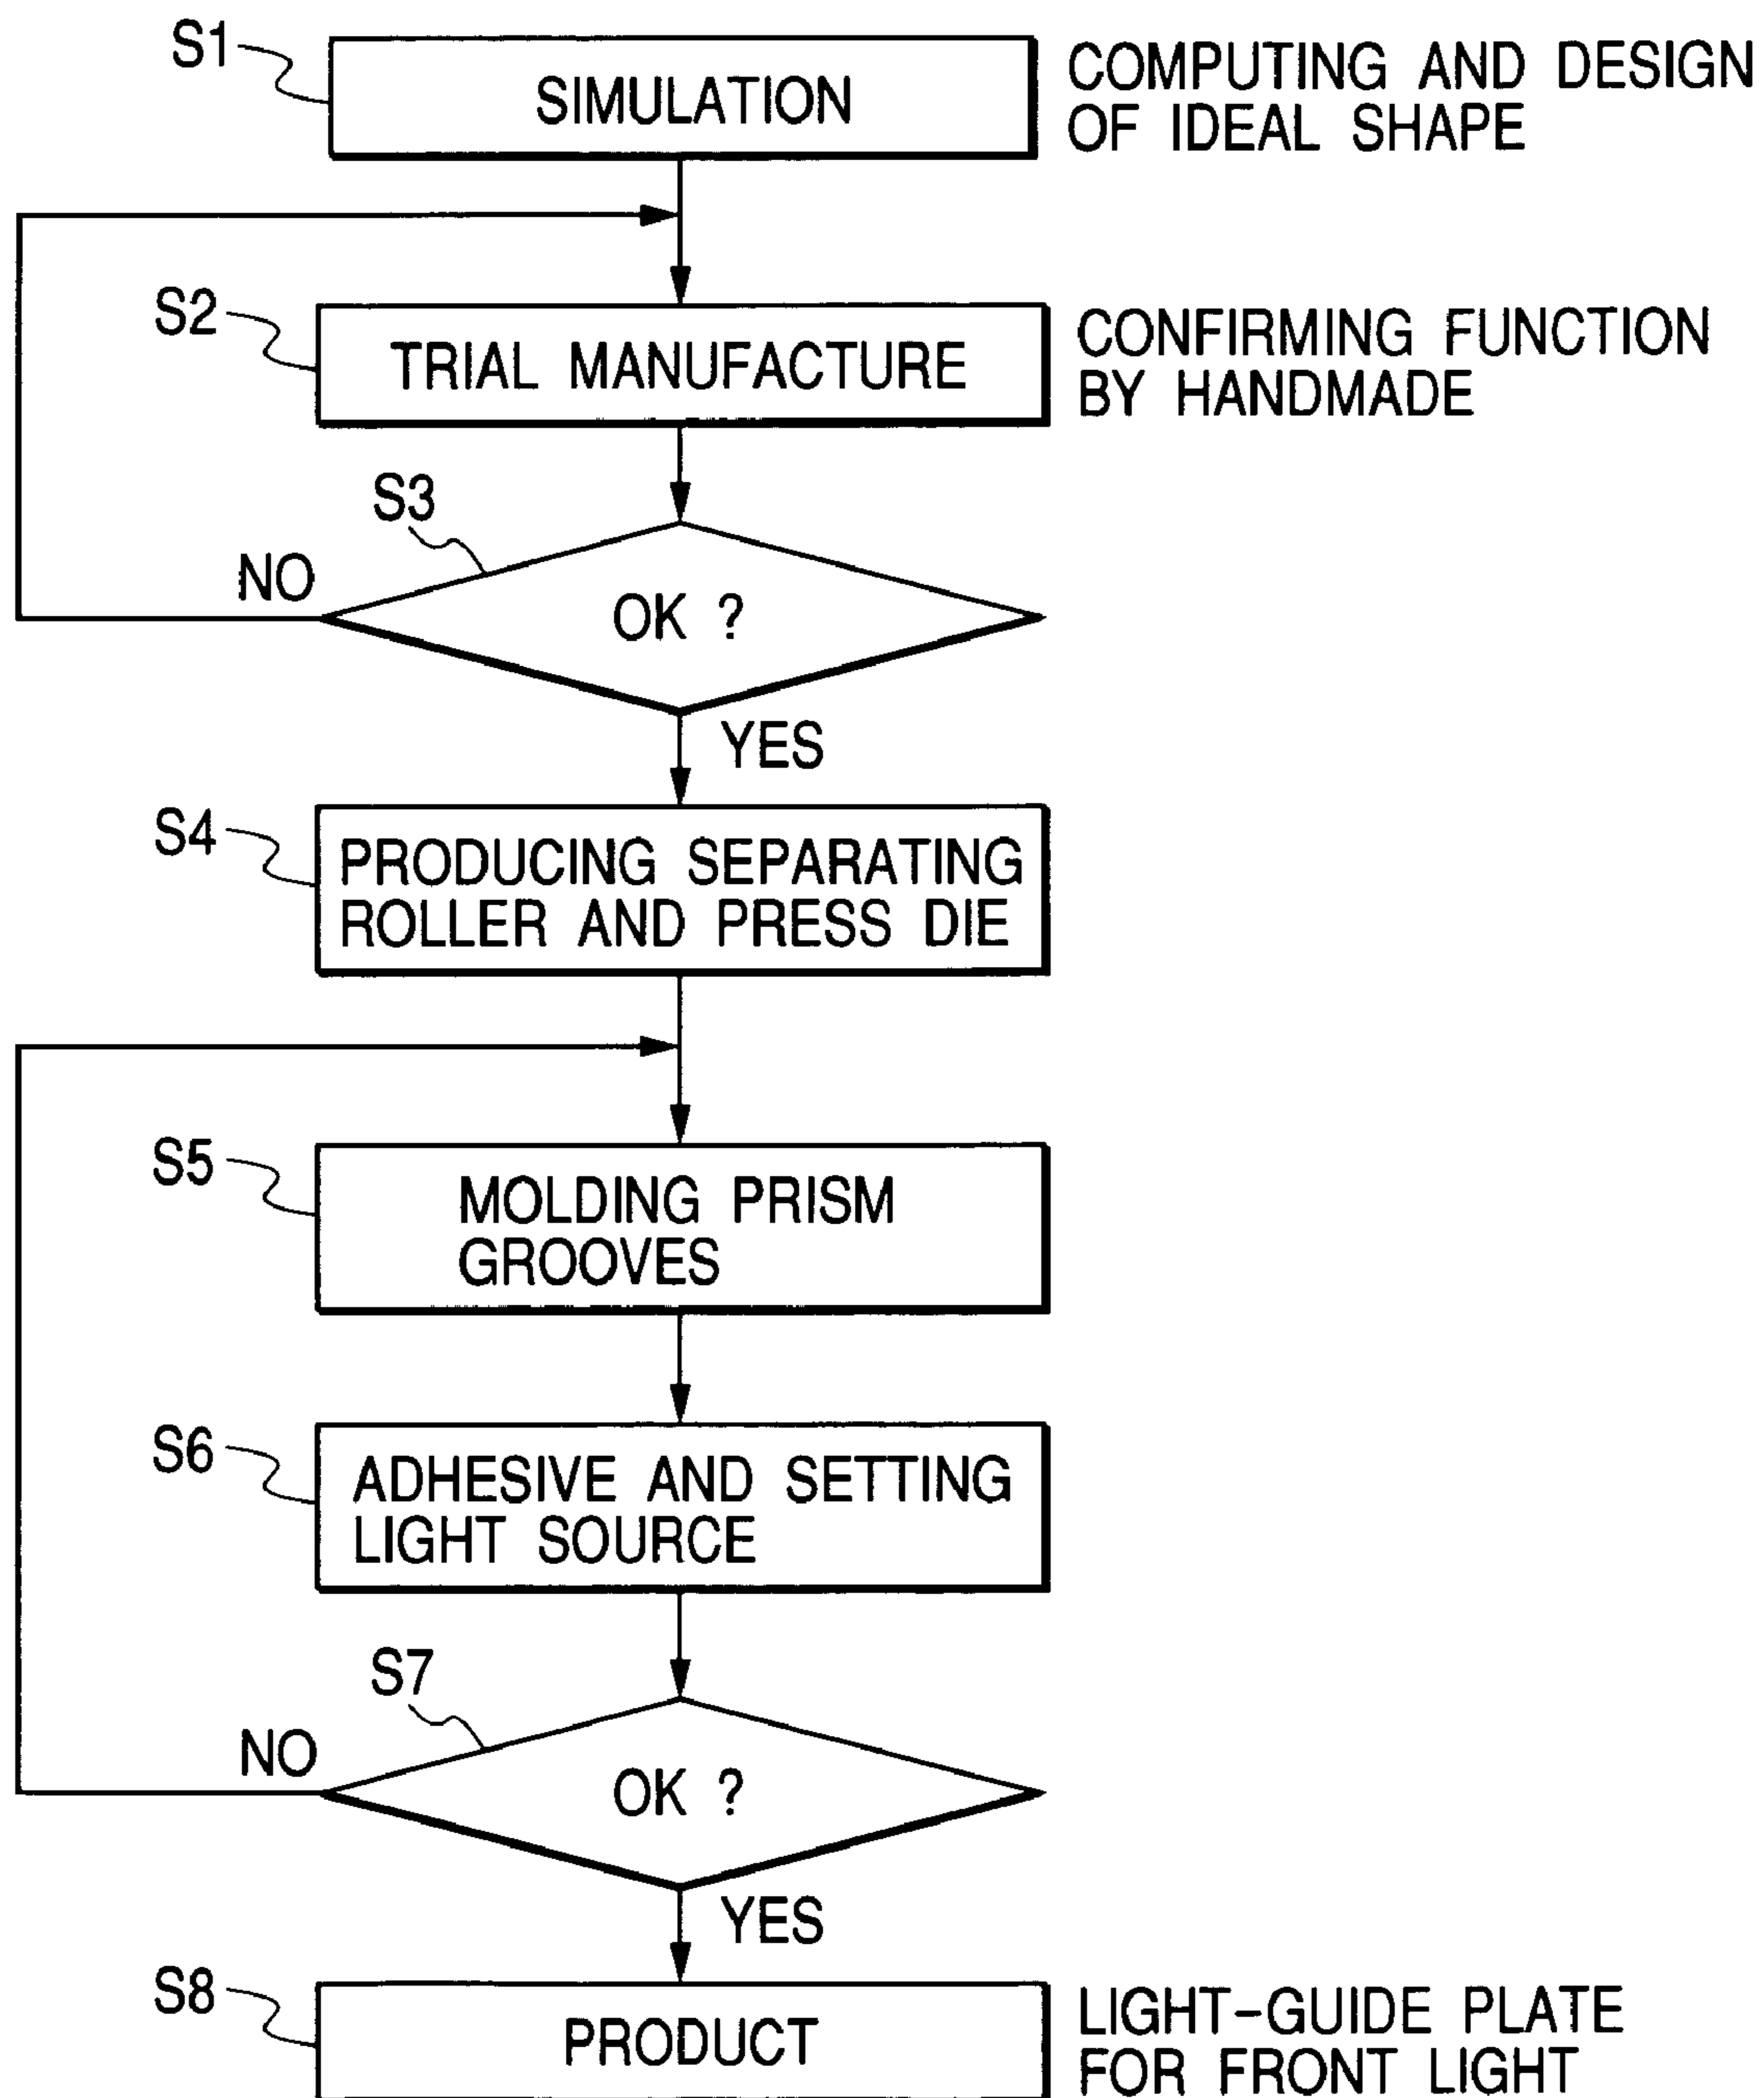 S1
SIMULATION
COMPUTING AND DESIGN
OF IDEAL SHAPE
S2
TRIAL MANUFACTURE
CONFIRMING FUNCTION
BY HANDMADE
S3
NO
OK ?
YES
S4
PRODUCING SEPARATING
ROLLER AND PRESS DIE
S5
MOLDING PRISM
GROOVES
S6
ADHESIVE AND SETTING
LIGHT SOURCE
S7
NO
OK ?
YES
S8
PRODUCT
LIGHT-GUIDE PLATE
FOR FRONT LIGHT